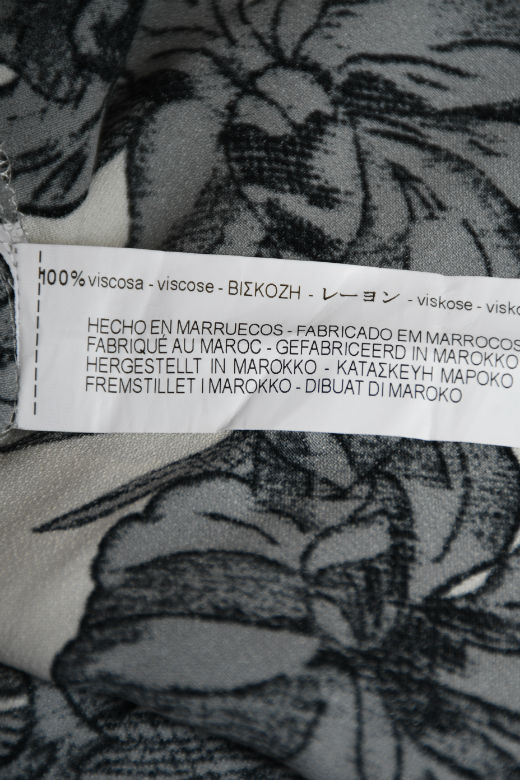 100% viscosa - viscose - ΒΙΣΚΟΖΗ - レーヨン - viskose -
HECHO EN MARRUECOS - FABRICADO EM MARROCOS
FABRIQUÉ AU MAROC - GEFABRICEERD IN MAROKKO
HERGESTELLT IN MAROKKO - ΚΑΤΑΣΚΕΥΗ ΜΑΡΟΚΟ
FREMSTILLET I MAROKKO - DIBUAT DI MAROKO